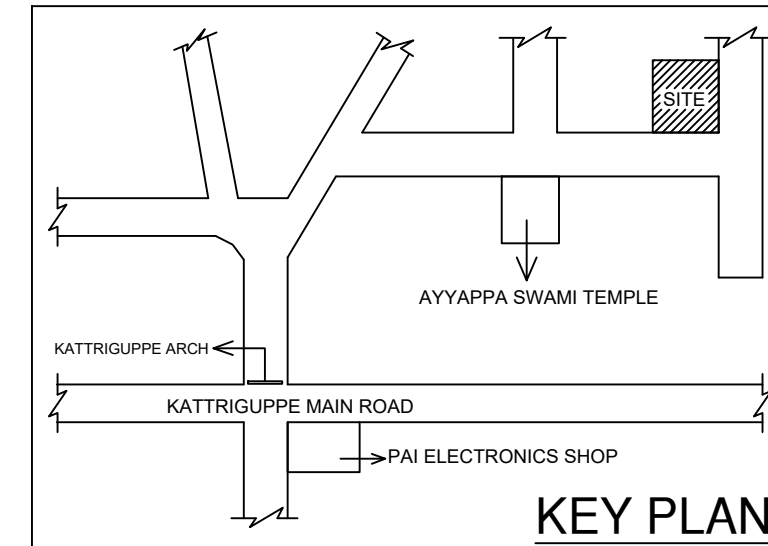 SITE
AYYAPPA SWAMI TEMPLE
KATTRIGUPPE ARCH
KATTRIGUPPE MAIN ROAD
PAI ELECTRONICS SHOP
KEY PLAN